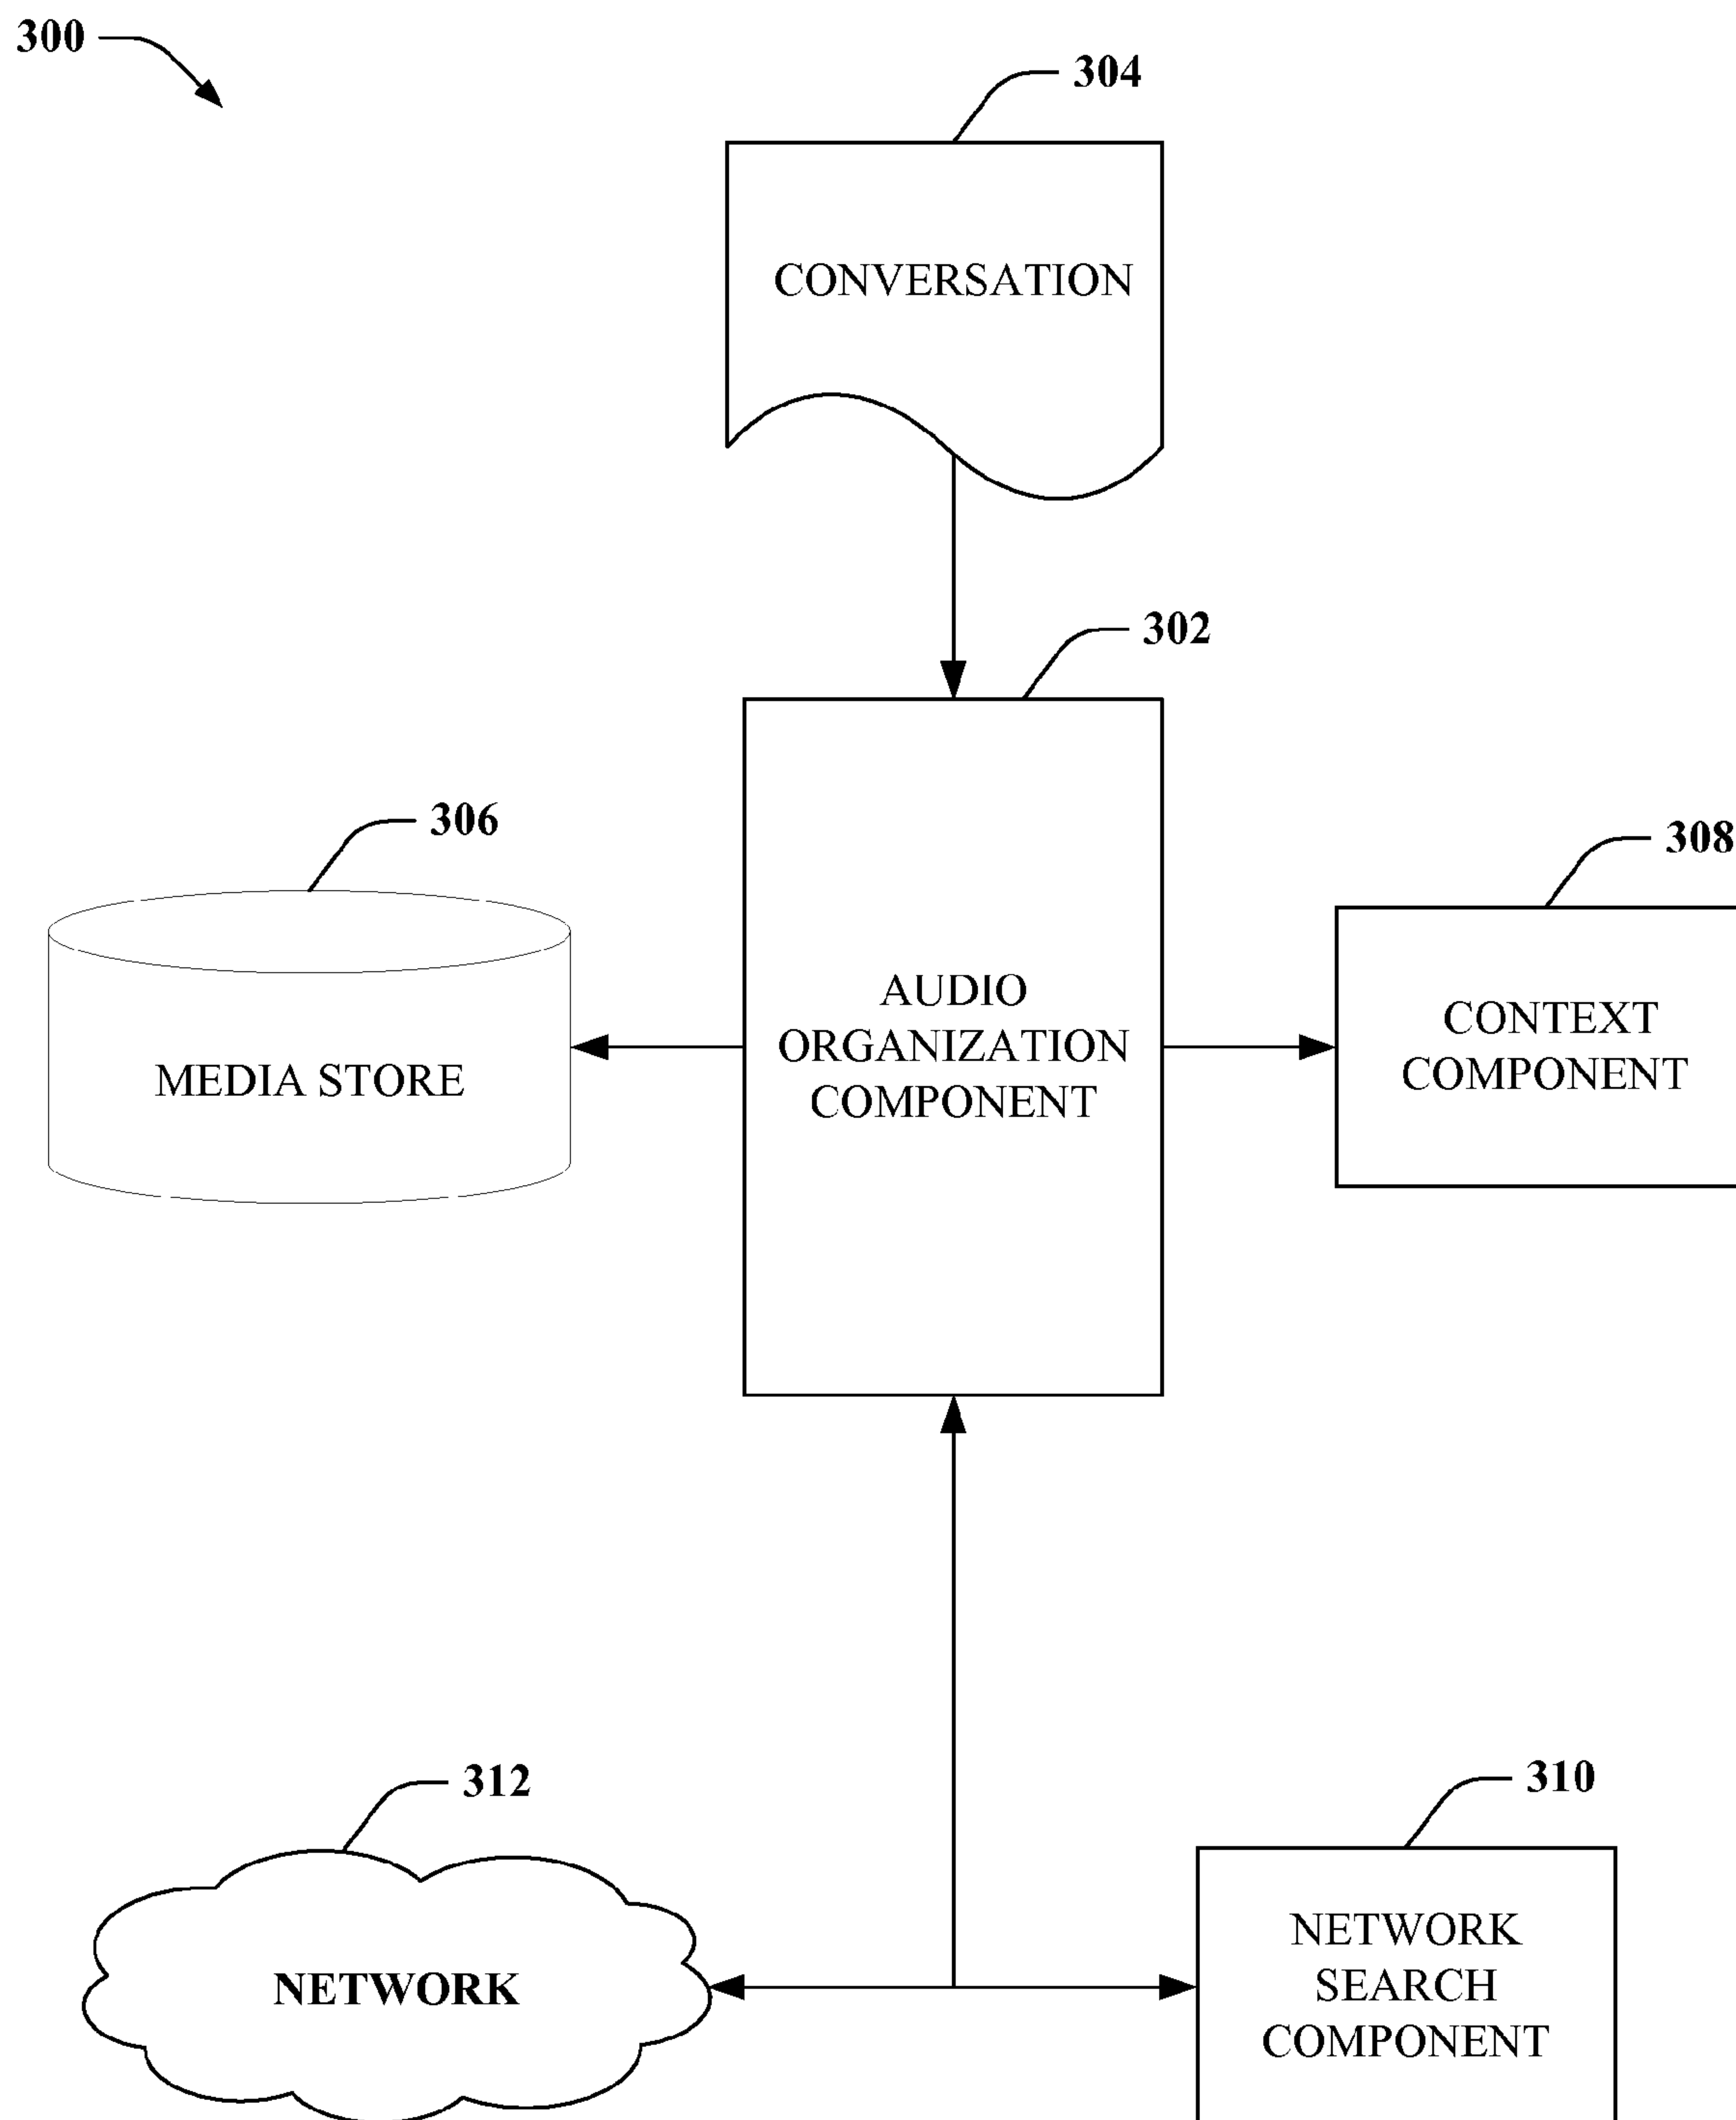 300
304
CONVERSATION
302
306
308
AUDIO
ORGANIZATION
COMPONENT
MEDIA STORE
CONTEXT
COMPONENT
312
310
NETWORK
NETWORK
SEARCH
COMPONENT